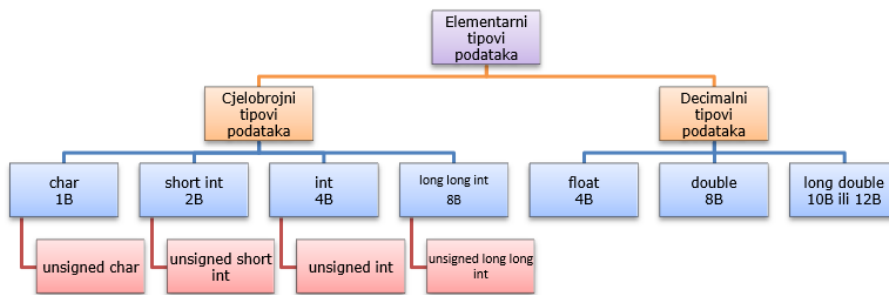 Elementarni
tipovi
podataka
Cjelobrojni
tipovi
podataka
Decimalni
tipovi
podataka
char
1B
short int
2B
int
4B
long long int
8B
float
4B
double
8B
long double
10B ili 12B
unsigned char
unsigned short
int
unsigned int
unsigned long long
int